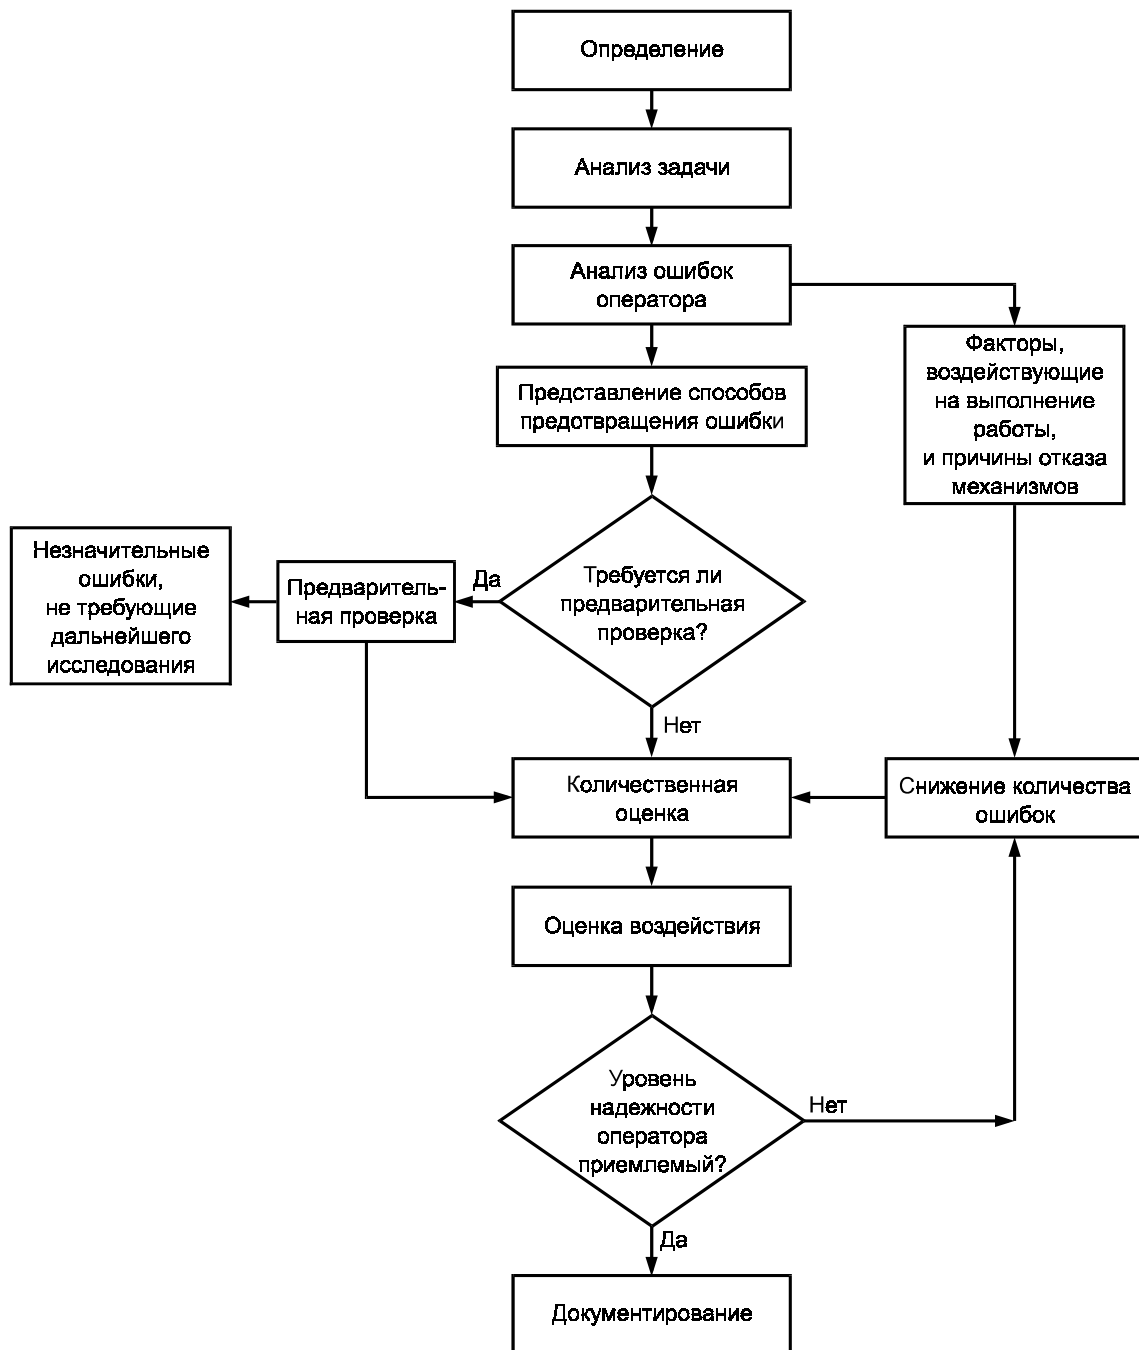 Определение
Анализ задачи
Анализ ошибок
оператора
Факторы,
воздействующие
на выполнение
работы,
и причины отказа
механизмов
Представление способов
предотвращения ошибки
Незначительные
ошибки,
не требующие
дальнейшего
исследования
Предваритель-
ная проверка
Да
Требуется ли
предварительная
проверка?
Нет
Количественная
оценка
Снижение количества
ошибок
Оценка воздействия
Уровень
надежности
оператора
приемлемый?
Нет
Да
Документирование